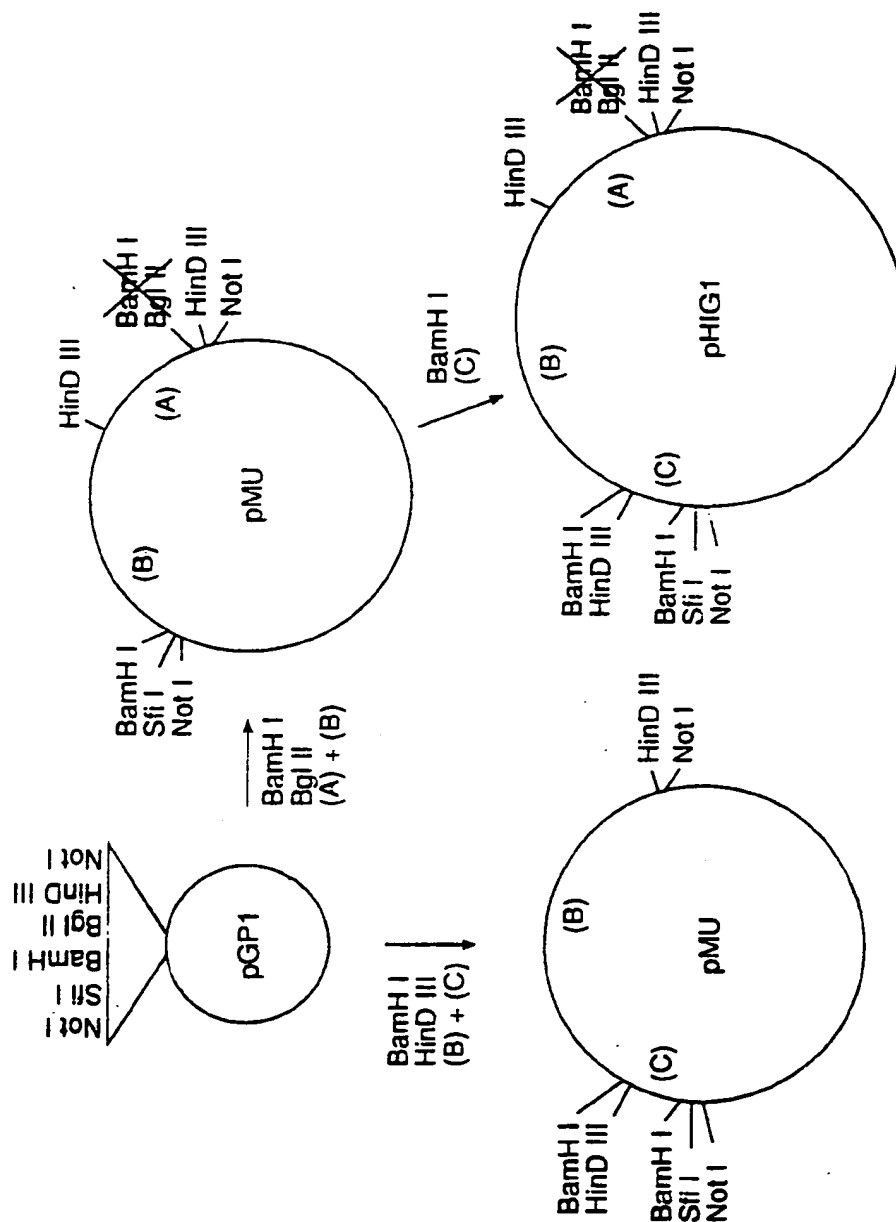 Not I
Sfi I
BamH I
Bgl II
HinD III
Not I
pGP1
BamH I
Bgl II
(A) + (B)
BamH I
Sfi I
Not I
(B)
pMU
(A)
HinD III
BamH I
Bgl II
HinD III
Not I
BamH I
HinD III
(B) + (C)
BamH I
HinD III
BamH I
Sfi I
Not I
(C)
(B)
pMU
HinD III
Not I
BamH I
(C)
BamH I
HinD III
BamH I
Sfi I
Not I
(C)
(B)
(A)
pHIG1
HinD III
BamH I
Bgl II
HinD III
Not I